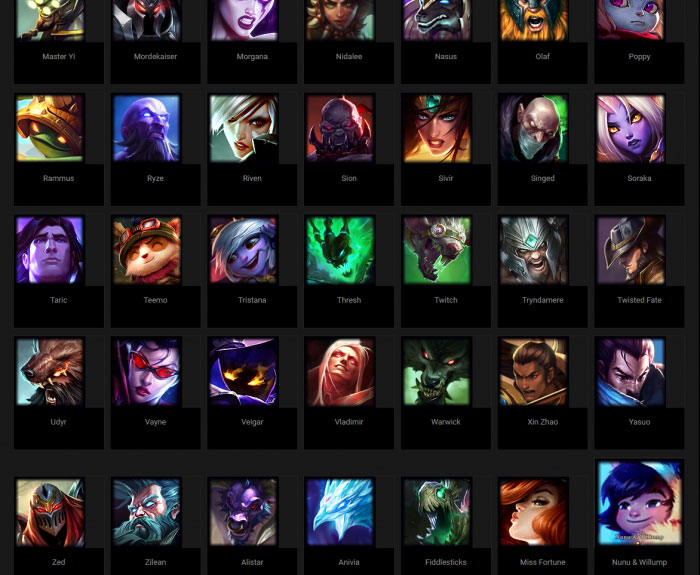 Master Yi
Mordekaiser
Morgana
Nidalee
Nasus
Olaf
Poppy
Rammus
Ryze
Riven
Sion
Sivir
Singed
Soraka
Taric
Teemo
Tristana
Thresh
Twitch
Tryndamere
Twisted Fate
Udyr
Vayne
Veigar
Vladimir
Warwick
Xin Zhao
Yasuo
Nunu & Willump
Zed
Zilean
Alistar
Anivia
Fiddlesticks
Miss Fortune
Nunu & Willump